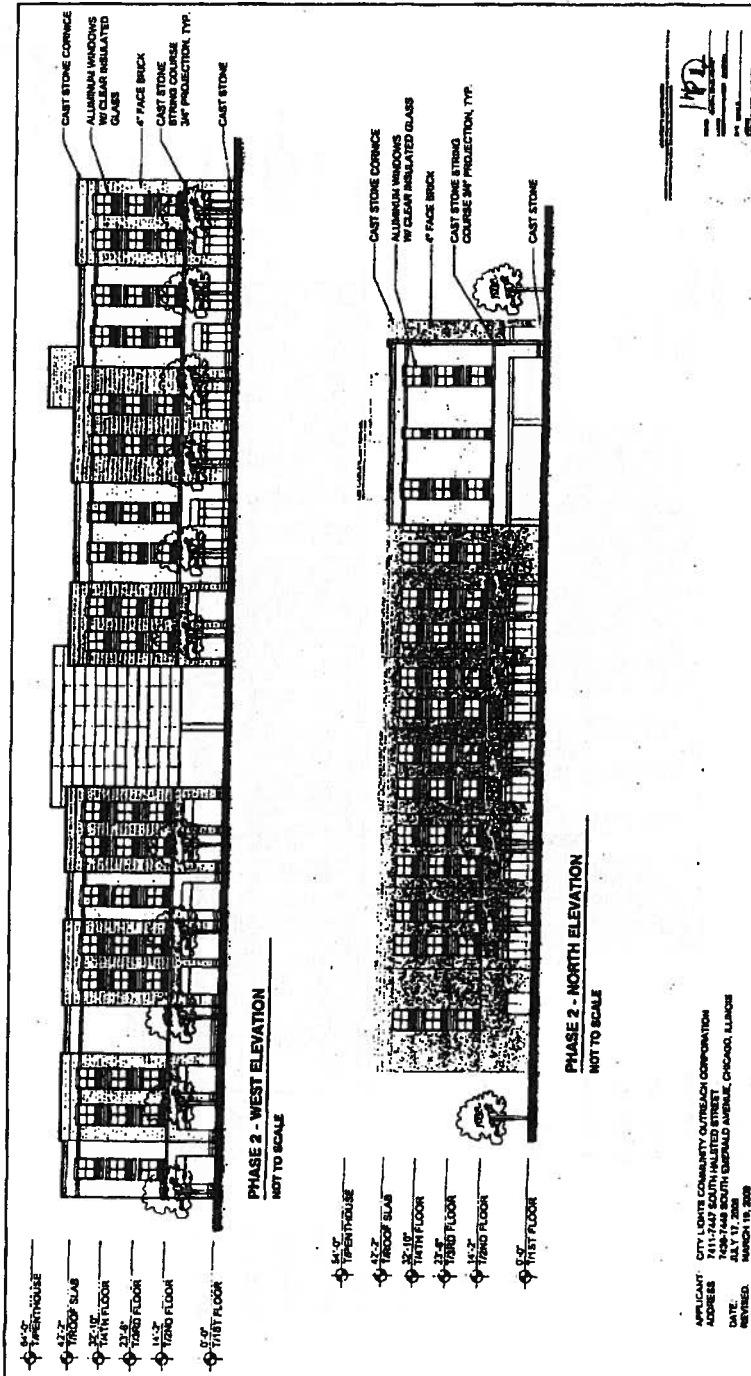 CAST STONE CORNICE
ALUMINUM WINDOWS
W/ CLEAR INSULATED
GLASS
4" FACE BRICK
CAST STONE
STRING COURSE
3/4" PROJECTION, TYP.
CAST STONE
T/PENTHOUSE
42'-2"
T/ROOF SLAB
32'-10"
T/4TH FLOOR
23'-6"
T/3RD FLOOR
14'-2"
T/2ND FLOOR
0'-0"
T/1ST FLOOR
PHASE 2 - WEST ELEVATION
NOT TO SCALE
CAST STONE CORNICE
ALUMINUM WINDOWS
W/ CLEAR INSULATED GLASS
4" FACE BRICK
CAST STONE STRING
COURSE 3/4" PROJECTION, TYP.
CAST STONE
54'-0"
T/PENTHOUSE
42'-2"
T/ROOF SLAB
32'-10"
T/4TH FLOOR
23'-6"
T/3RD FLOOR
14'-2"
T/2ND FLOOR
0'-0"
T/1ST FLOOR
PHASE 2 - NORTH ELEVATION
NOT TO SCALE
APPLICANT: CITY LIGHTS COMMUNITY OUTREACH CORPORATION
ADDRESS 7411-7447 SOUTH HALSTED STREET
SOUTH EMERALD AVENUE, CHICAGO, ILLINOIS
DATE: JULY 17, 2008
REVISED: MARCH 19, 2009